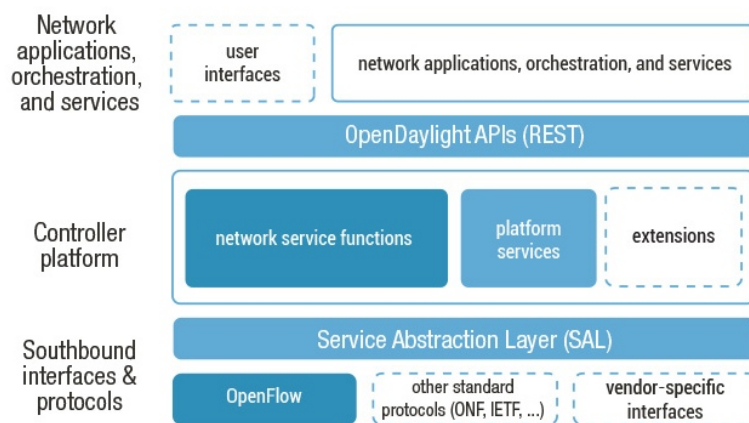 Network
applications,
orchestration,
and services
user
interfaces
network applications, orchestration, and services
OpenDaylight APIs (REST)
Controller
platform
network service functions
platform
services
extensions
Service Abstraction Layer (SAL)
Southbound
interfaces &
protocols
OpenFlow
other standard
protocols (ONF, IETF, ...)
vendor-specific
interfaces